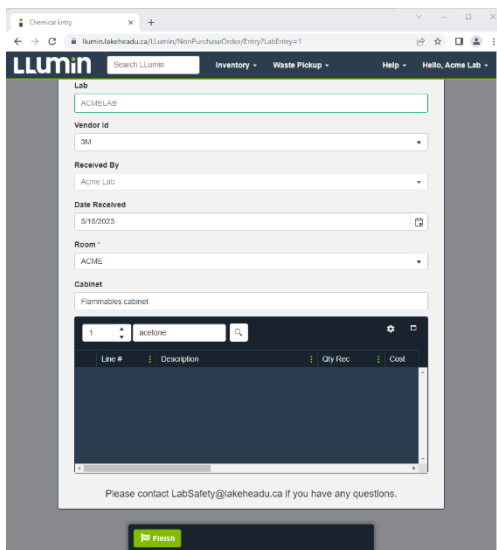 Chemical Entry
llumin.lakeheadu.ca/LLumin/NonPurchaseOrder/Entry?LabEntry=1
LLUMIN Search LLumin Inventory Waste Pickup Help Hello, Acme Lab
Lab
ACMELAB
Vendor Id
3M
Received By
Acme Lab
Date Received
5/18/2023
Room *
ACME
Cabinet
Flammables cabinet
1 acetone
Line # Description Qty Rec Cost
Please contact LabSafety@lakeheadu.ca if you have any questions.
Finish